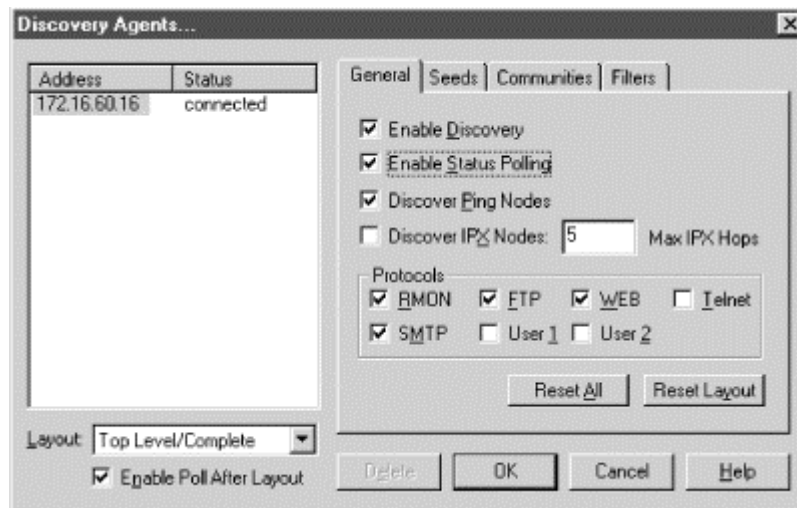 Discovery Agents...
Address Status
172.16.60.16 connected
General Seeds Communities Filters
Enable Discovery
Enable Status Polling
Discover Ping Nodes
Discover IPX Nodes: 5 Max IPX Hops
Protocols
RMON FTP WEB Telnet
SMTP User 1 User 2
Reset All Reset Layout
Layout: Top Level/Complete
Enable Poll After Layout
Delete OK Cancel Help